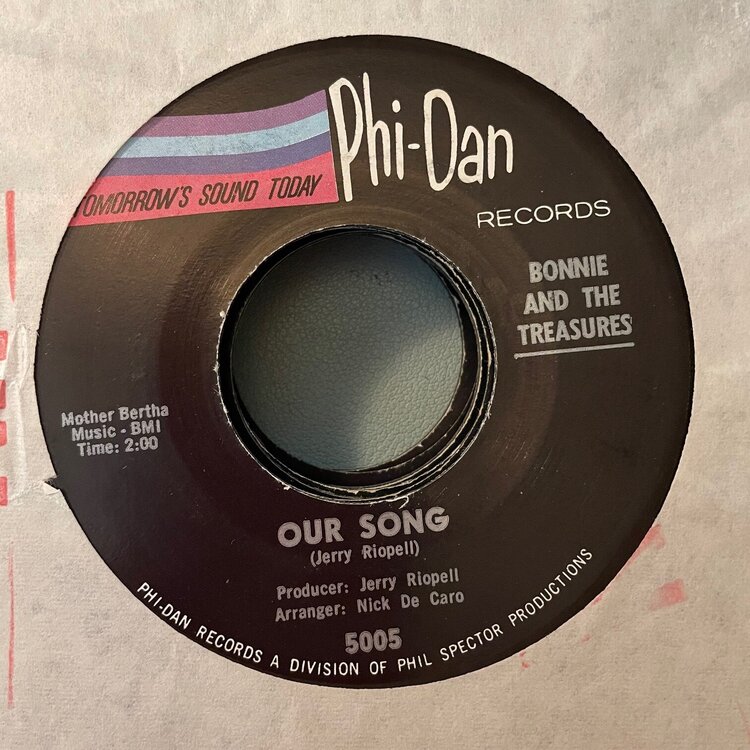 Phi-Dan
TOMORROW'S SOUND TODAY
RECORDS
BONNIE
AND THE
TREASURES
Mother Bertha
Music - BMI
Time: 2:00
OUR SONG
(Jerry Riopell)
Producer: Jerry Riopell
Arranger: Nick De Caro
5005
PHI-DAN RECORDS A DIVISION OF PHIL SPECTOR PRODUCTIONS